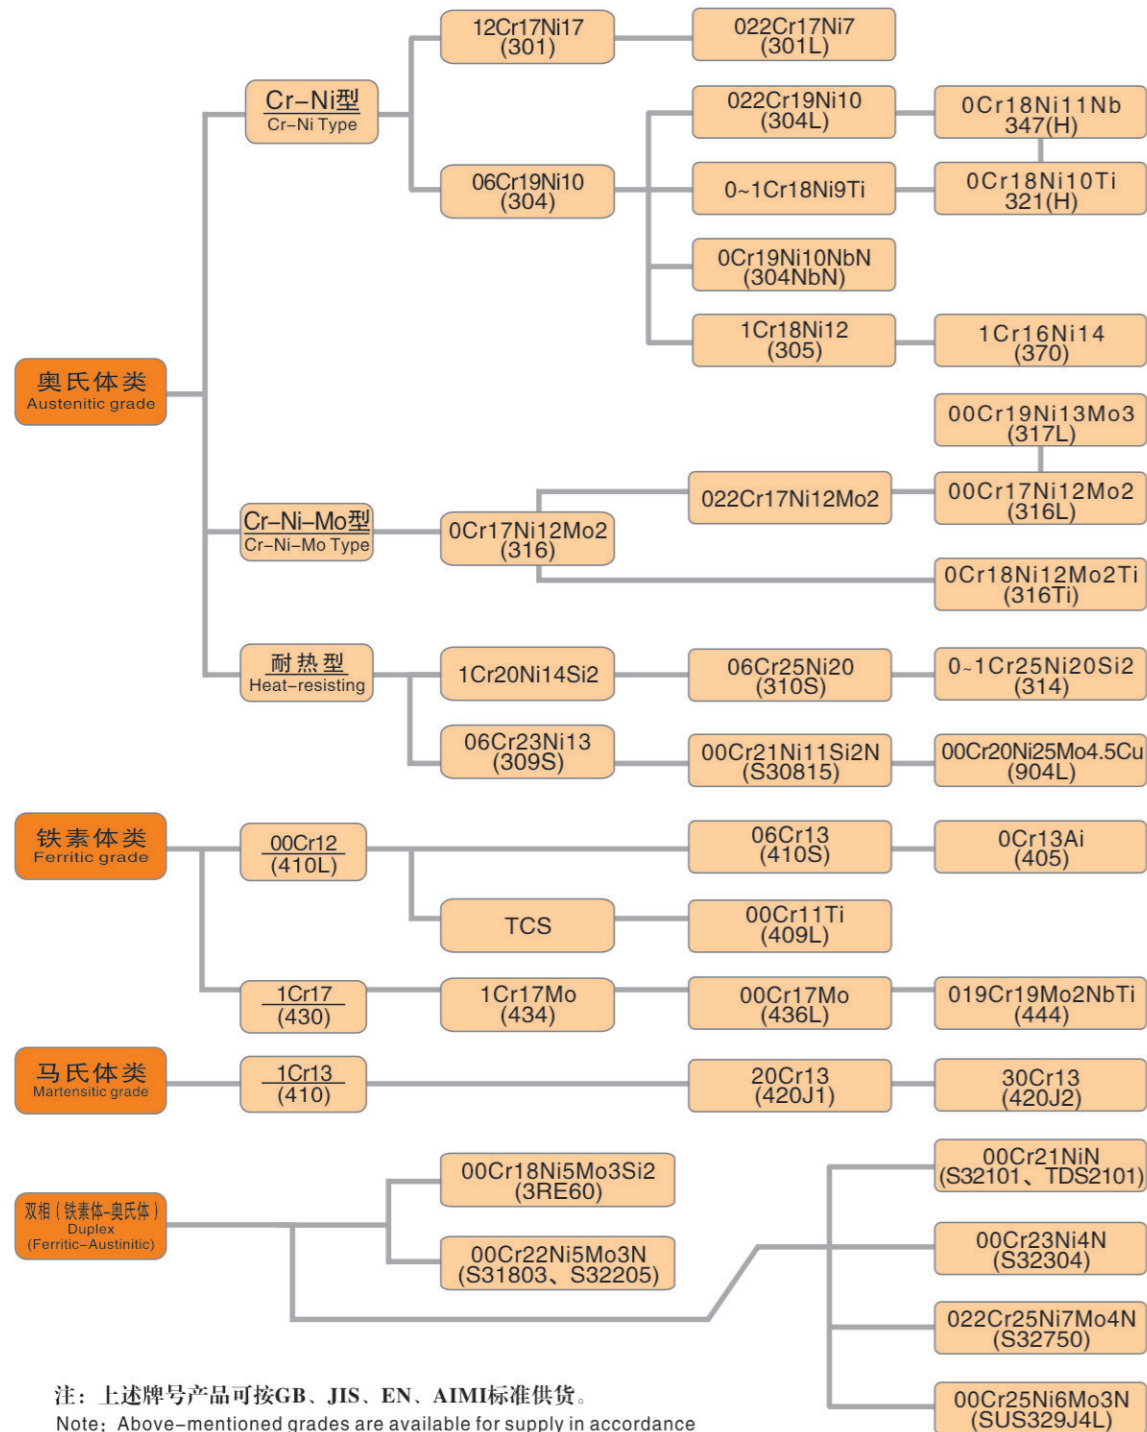 12Cr17Ni17
(301)
022Cr17Ni7
(301L)
Cr-Ni型
Cr-Ni Type
022Cr19Ni10
(304L)
0Cr18Ni11Nb
347(H)
06Cr19Ni10
(304)
0~1Cr18Ni9Ti
0Cr18Ni10Ti
321(H)
0Cr19Ni10NbN
(304NbN)
1Cr18Ni12
(305)
1Cr16Ni14
(370)
奥氏体类
Austenitic grade
00Cr19Ni13Mo3
(317L)
Cr-Ni-Mo型
Cr-Ni-Mo Type
0Cr17Ni12Mo2
(316)
022Cr17Ni12Mo2
00Cr17Ni12Mo2
(316L)
0Cr18Ni12Mo2Ti
(316Ti)
耐热型
Heat-resisting
1Cr20Ni14Si2
06Cr25Ni20
(310S)
0~1Cr25Ni20Si2
(314)
06Cr23Ni13
(309S)
00Cr21Ni11Si2N
(S30815)
00Cr20Ni25Mo4.5Cu
(904L)
铁素体类
Ferritic grade
00Cr12
(410L)
06Cr13
(410S)
0Cr13Ai
(405)
TCS
00Cr11Ti
(409L)
1Cr17
(430)
1Cr17Mo
(434)
00Cr17Mo
(436L)
019Cr19Mo2NbTi
(444)
马氏体类
Martensitic grade
1Cr13
(410)
20Cr13
(420J1)
30Cr13
(420J2)
双相(铁素体-奥氏体)
Duplex
(Ferritic-Austinitic)
00Cr18Ni5Mo3Si2
(3RE60)
00Cr22Ni5Mo3N
(S31803、S32205)
00Cr21NiN
(S32101、TDS2101)
00Cr23Ni4N
(S32304)
022Cr25Ni7Mo4N
(S32750)
00Cr25Ni6Mo3N
(SUS329J4L)
注：上述牌号产品可按GB、JIS、EN、AIMI标准供货。
Note: Above-mentioned grades are available for supply in accordance